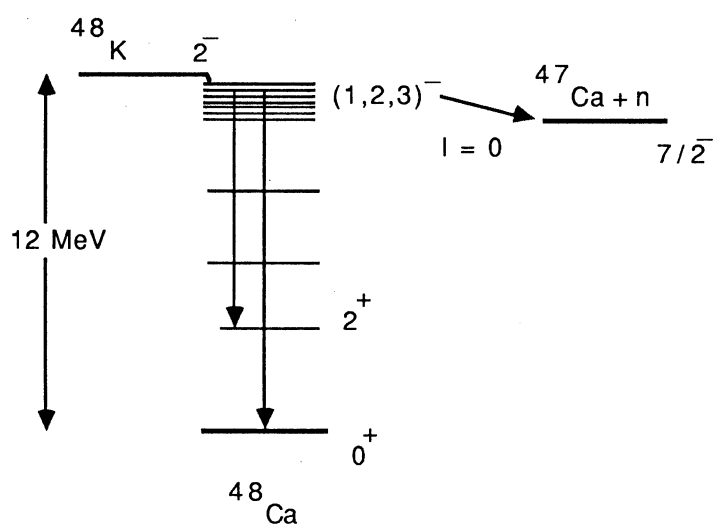 48K 2−
(1,2,3)− 47Ca + n
l = 0 7/2−
12 MeV
2+
0+
48Ca